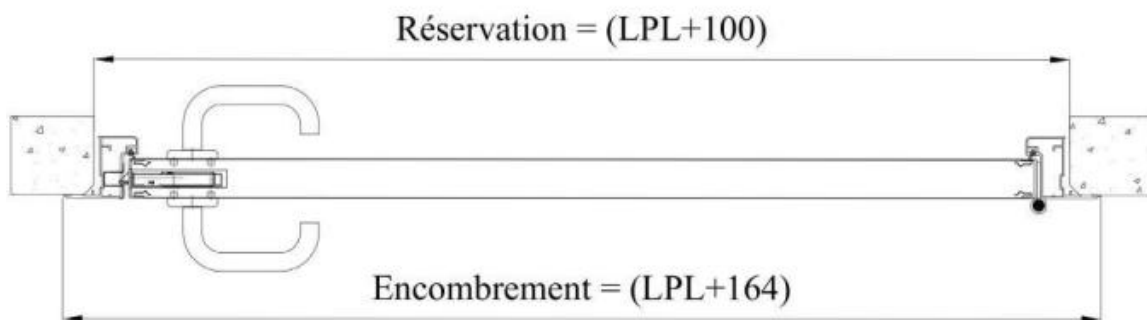 Réservation = (LPL+100)
Encombrement = (LPL+164)